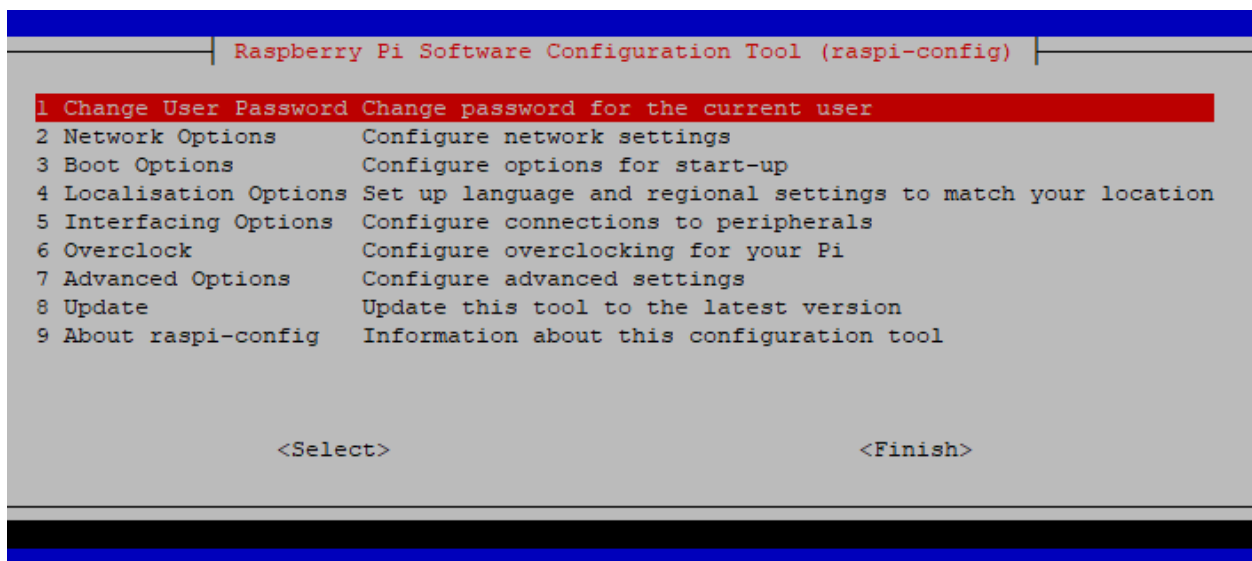 Raspberry Pi Software Configuration Tool (raspi-config)
1 Change User Password Change password for the current user
2 Network Options Configure network settings
3 Boot Options Configure options for start-up
4 Localisation Options Set up language and regional settings to match your location
5 Interfacing Options Configure connections to peripherals
6 Overclock Configure overclocking for your Pi
7 Advanced Options Configure advanced settings
8 Update Update this tool to the latest version
9 About raspi-config Information about this configuration tool
<Select> <Finish>